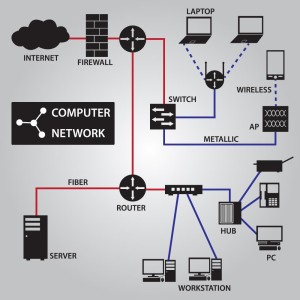 LAPTOP
INTERNET
FIREWALL
WIRELESS
SWITCH
COMPUTER
NETWORK
AP
METALLIC
FIBER
ROUTER
HUB
PC
SERVER
WORKSTATION